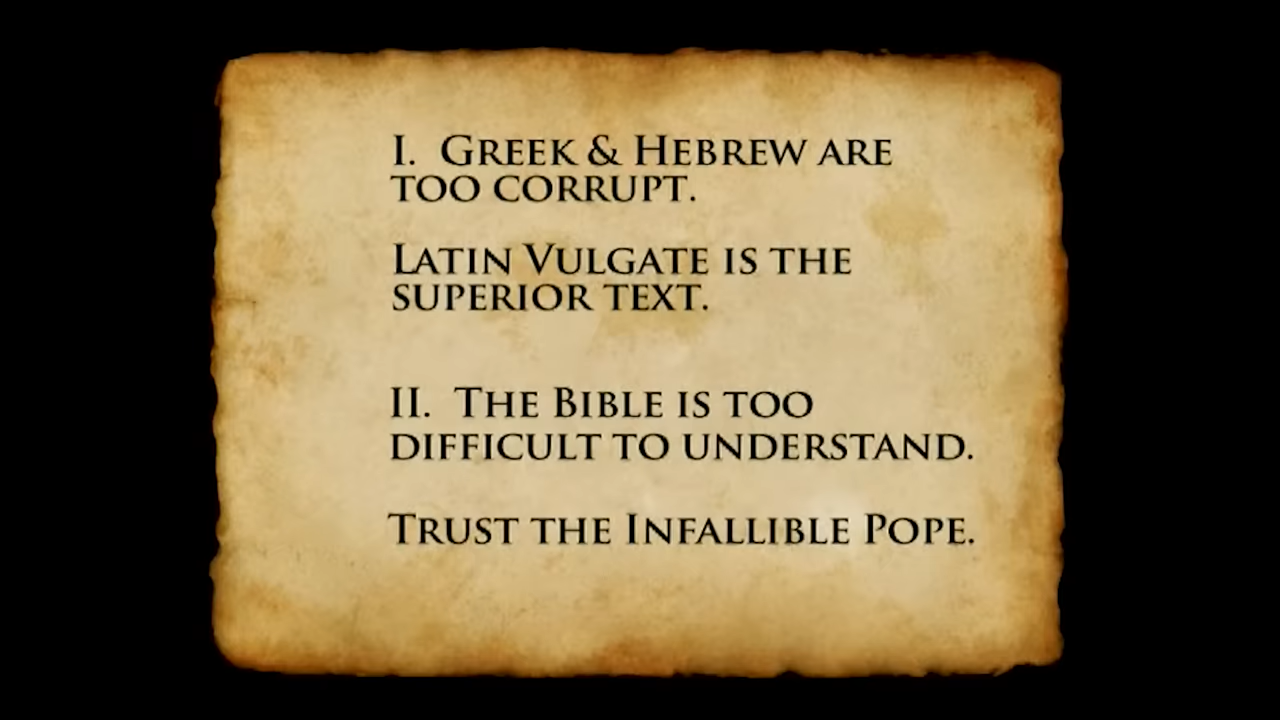 I. Greek & Hebrew are
too corrupt.
Latin Vulgate is the
superior text.
II. The Bible is too
difficult to understand.
Trust the Infallible Pope.